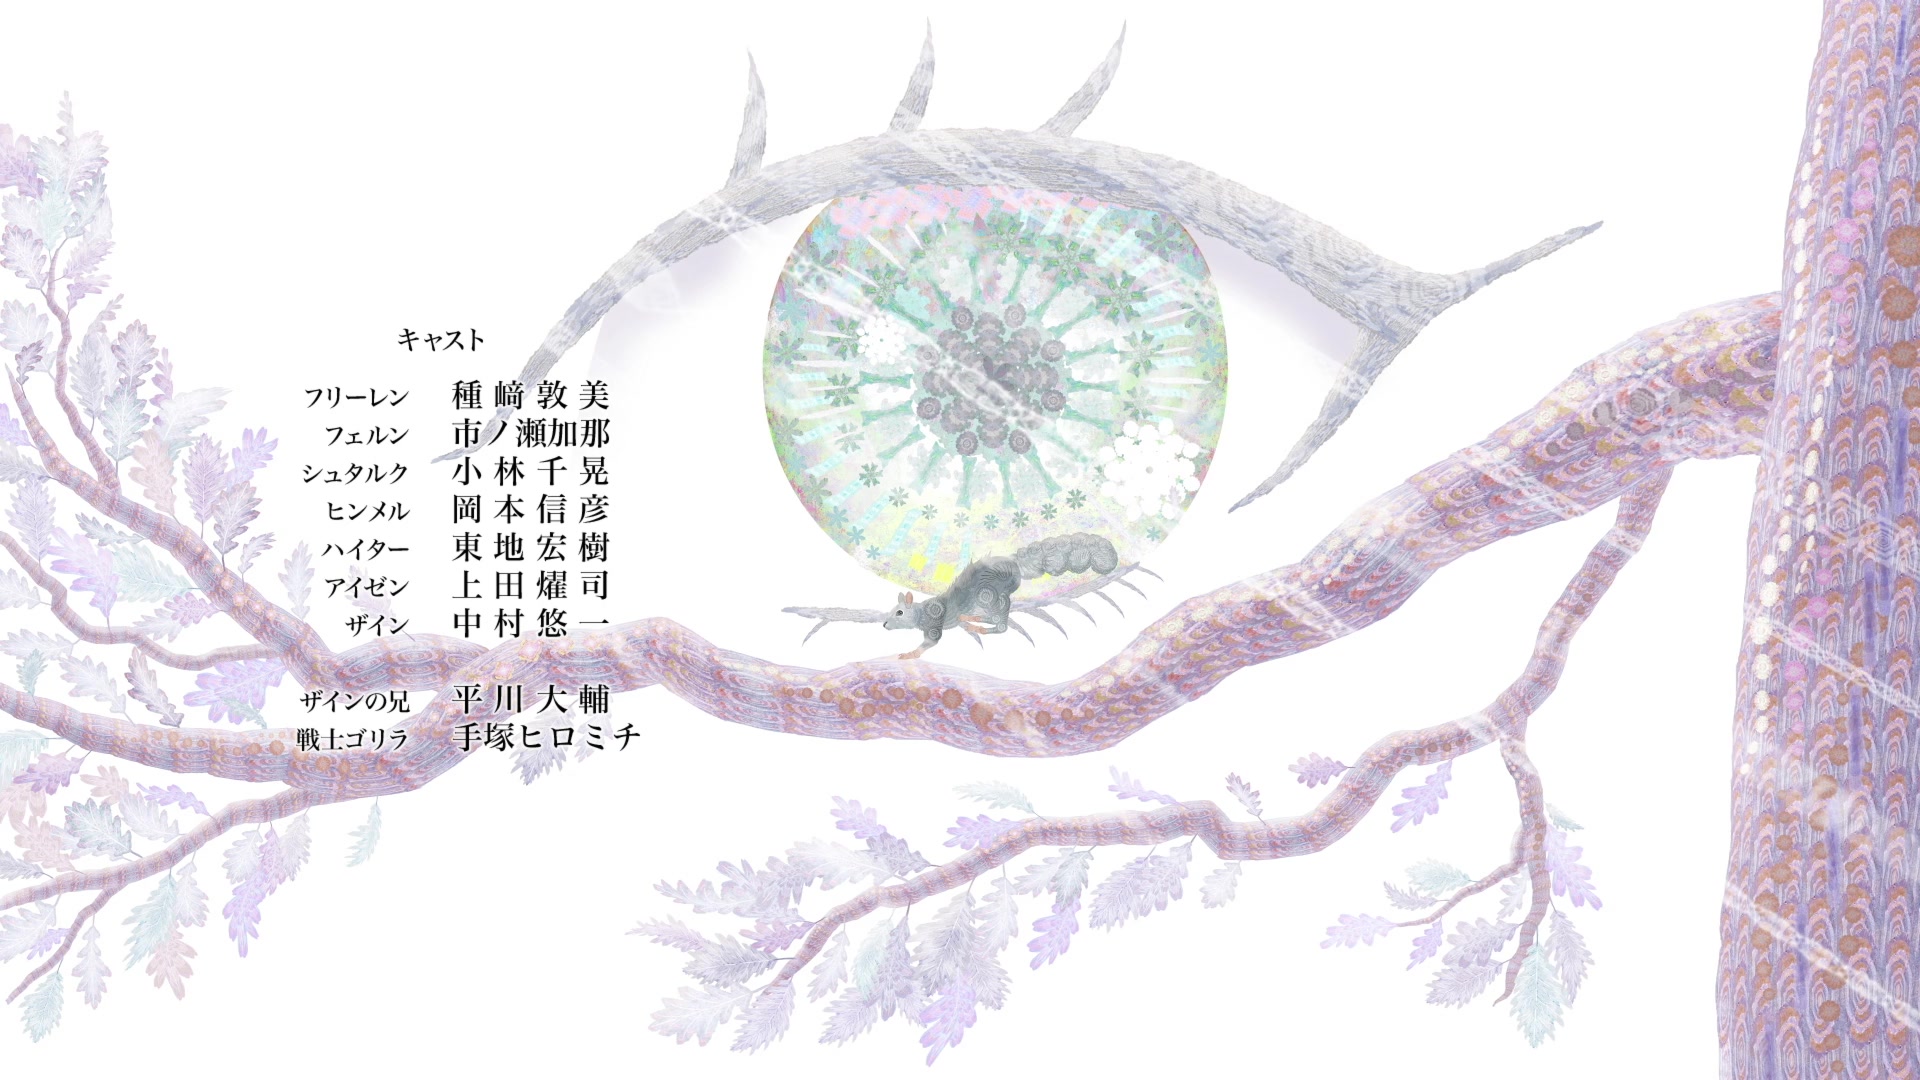 キャスト
フリーレン 種﨑敦美
フェルン 市ノ瀬加那
シュタルク 小林千晃
ヒンメル 岡本信彦
ハイター 東地宏樹
アイゼン 上田燿司
ザイン 中村悠一
ザインの兄 平川大輔
戦士ゴリラ 手塚ヒロミチ